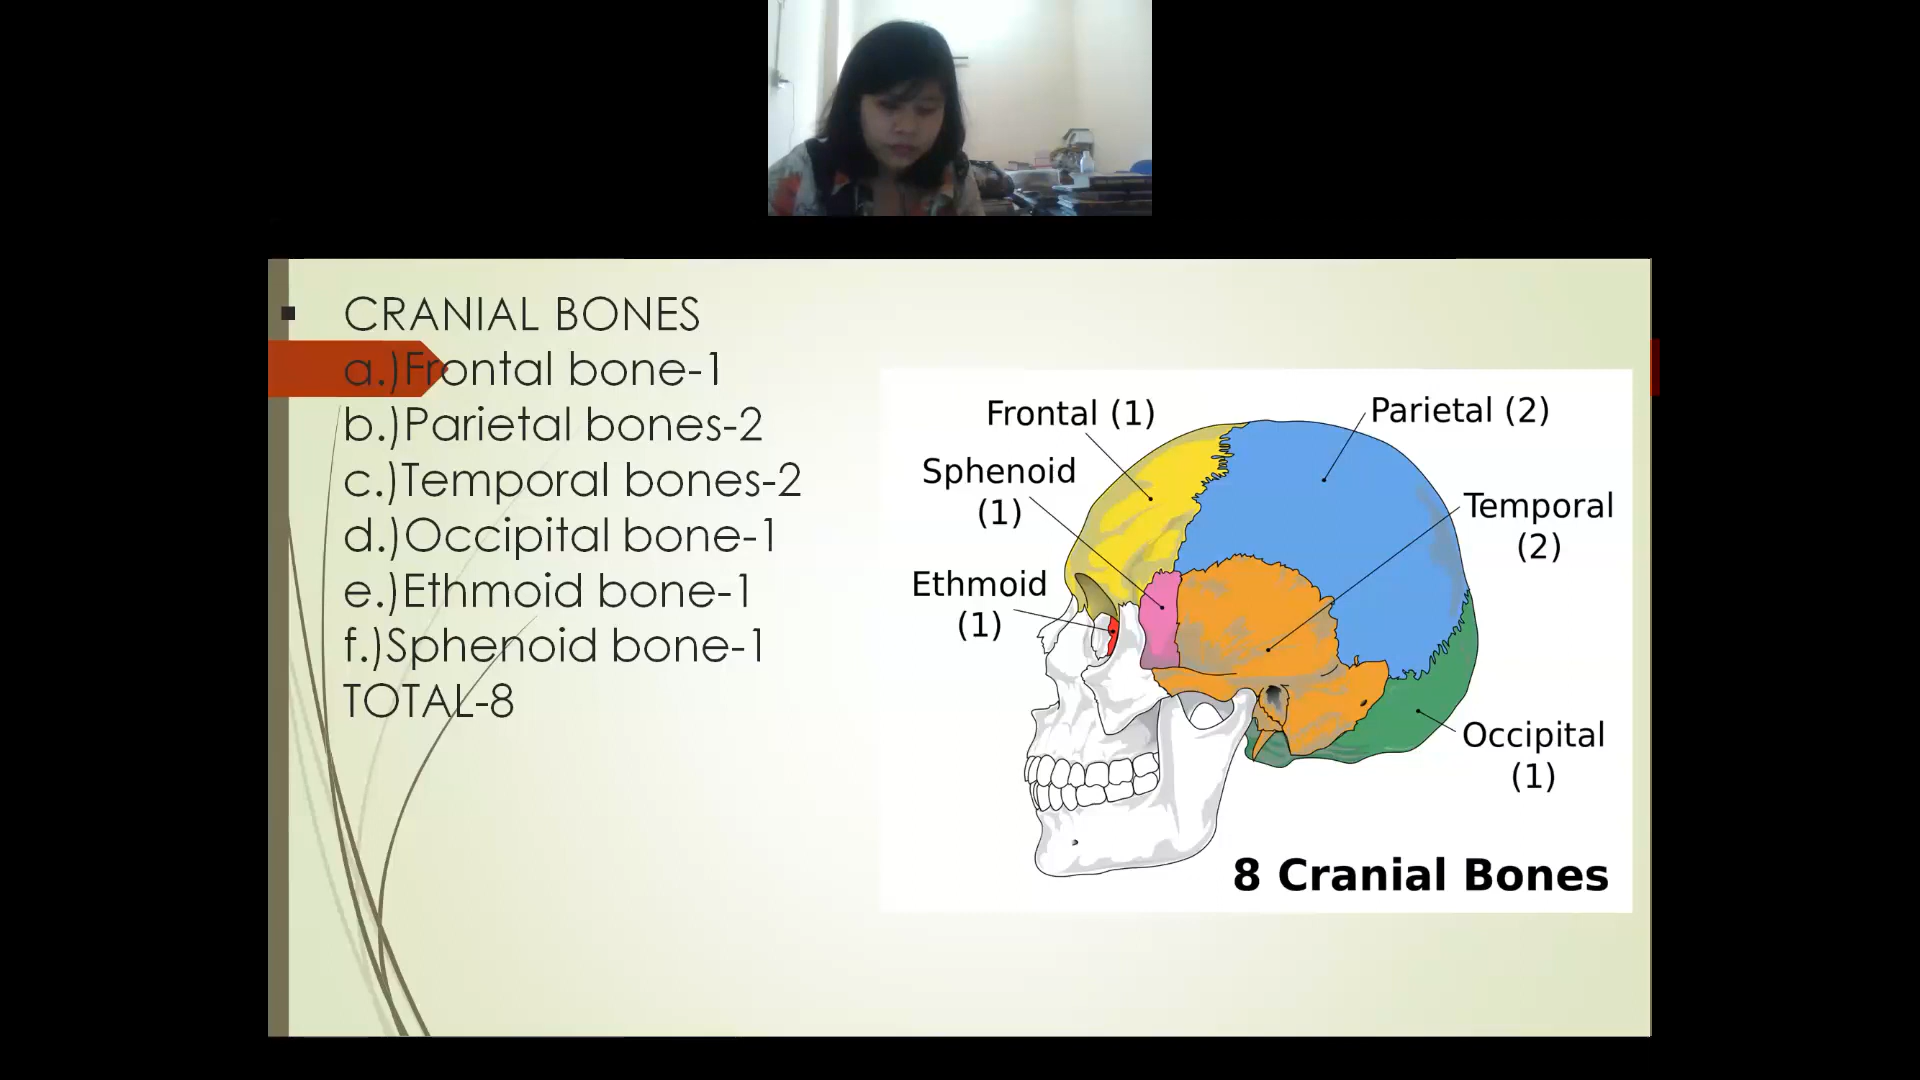 CRANIAL BONES
a.)Frontal bone-1
b.)Parietal bones-2
c.)Temporal bones-2
d.)Occipital bone-1
e.)Ethmoid bone-1
f.)Sphenoid bone-1
TOTAL-8
Frontal (1)
Parietal (2)
Sphenoid
(1)
Temporal
(2)
Ethmoid
(1)
Occipital
(1)
8 Cranial Bones